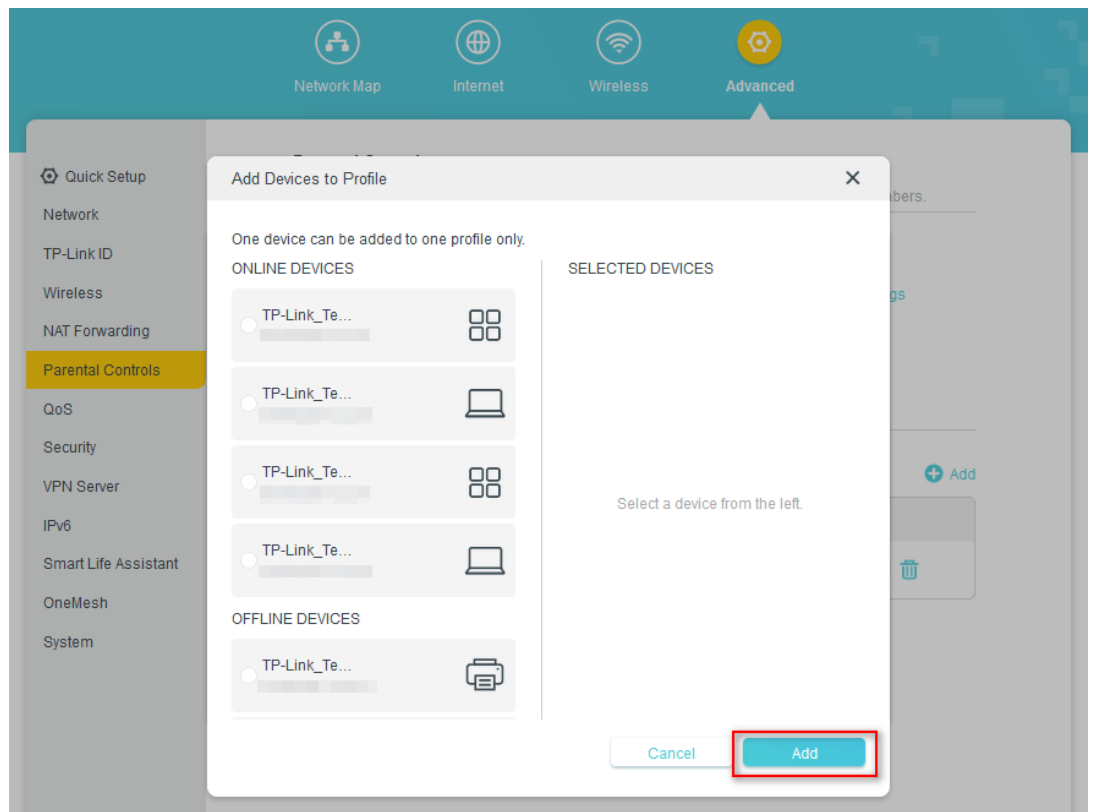 Network Map
Internet
Wireless
Advanced
Quick Setup
Network
TP-Link ID
Wireless
NAT Forwarding
Parental Controls
QoS
Security
VPN Server
IPv6
Smart Life Assistant
OneMesh
System
Add Devices to Profile
One device can be added to one profile only.
ONLINE DEVICES
TP-Link_Te...
TP-Link_Te...
TP-Link_Te...
TP-Link_Te...
OFFLINE DEVICES
TP-Link_Te...
SELECTED DEVICES
Select a device from the left.
Cancel
Add
Add